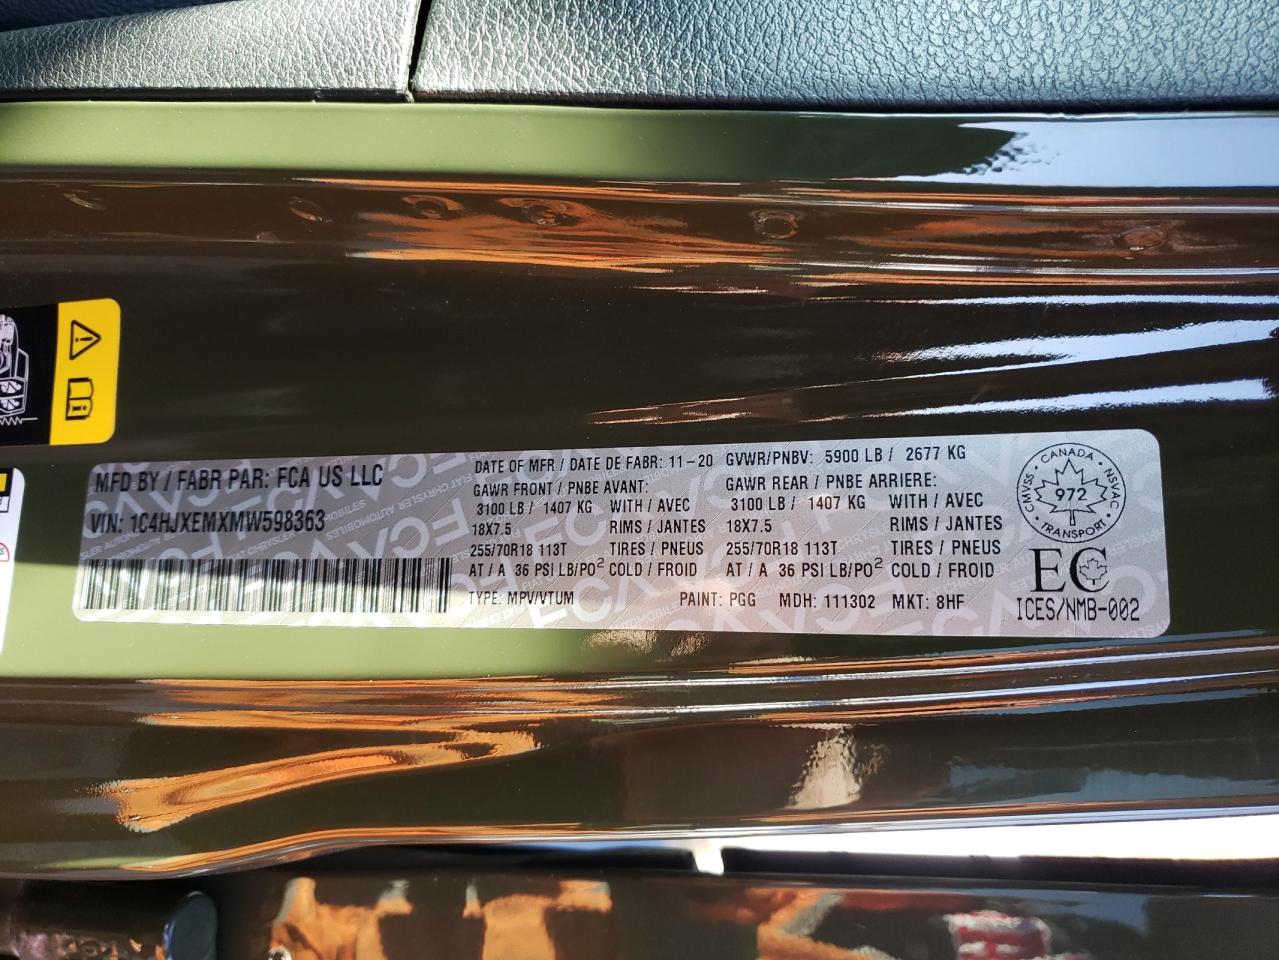 MFD BY / FABR PAR: FCA US LLC
VIN: 1C4HJXEMXMW598363
DATE OF MFR / DATE DE FABR: 11-20 GVWR/PNBV: 5900 LB / 2677 KG
GAWR FRONT / PNBE AVANT: GAWR REAR / PNBE ARRIERE:
3100 LB / 1407 KG WITH / AVEC 3100 LB / 1407 KG WITH / AVEC
18X7.5 RIMS / JANTES 18X7.5 RIMS / JANTES
255/70R18 113T TIRES / PNEUS 255/70R18 113T TIRES / PNEUS
AT / A 36 PSI LB/PO² COLD / FROID AT / A 36 PSI LB/PO² COLD / FROID
TYPE: MPV/VTUM PAINT: PGG MDH: 111302 MKT: 8HF
CANADA
CMVSS NSVAC
972
TRANSPORT
EC
ICES/NMB-002